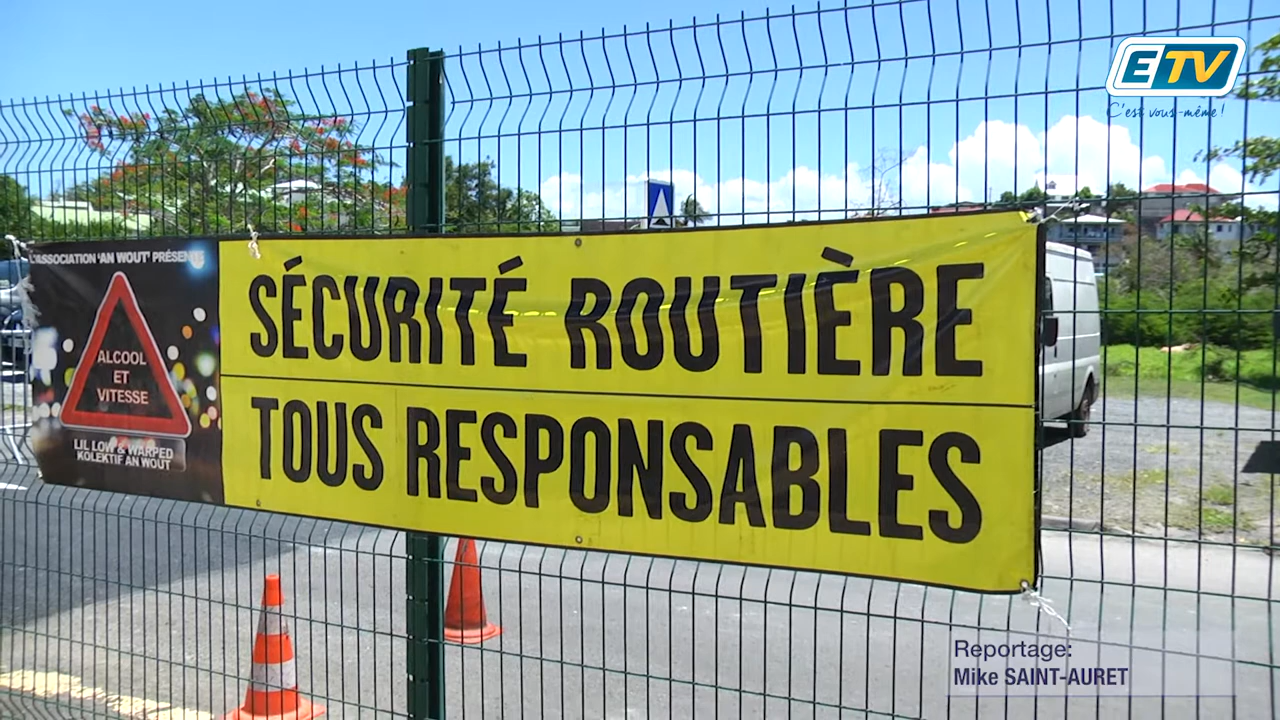 ETV
C'est vous-même !
L'ASSOCIATION 'AN WOUT' PRÉSENTE
ALCOOL
ET
VITESSE
LIL LOW & WARPED
KOLEKTIF AN WOUT
SÉCURITÉ ROUTIÈRE
TOUS RESPONSABLES
Reportage:
Mike SAINT-AURET